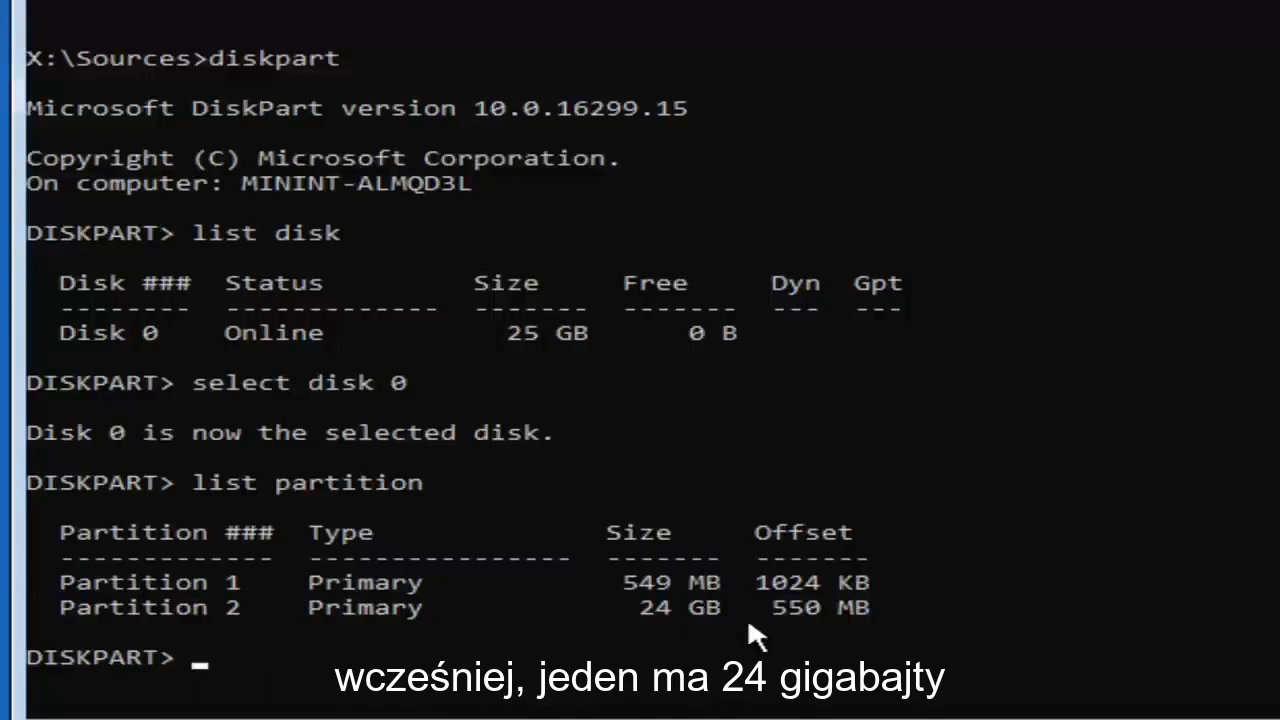 X:\Sources>diskpart
Microsoft DiskPart version 10.0.16299.15
Copyright (C) Microsoft Corporation.
On computer: MININT-ALMQD3L
DISKPART> list disk
Disk ### Status Size Free Dyn Gpt
-------- ------------- ------- ------- --- ---
Disk 0 Online 25 GB 0 B
DISKPART> select disk 0
Disk 0 is now the selected disk.
DISKPART> list partition
Partition ### Type Size Offset
------------- ---------------- ------- -------
Partition 1 Primary 549 MB 1024 KB
Partition 2 Primary 24 GB 550 MB
DISKPART> _
wcześniej, jeden ma 24 gigabajty